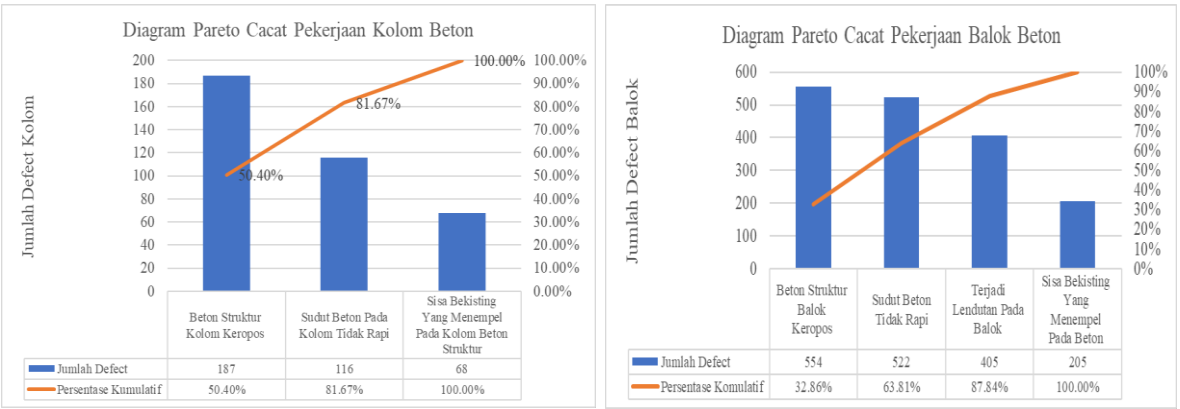 Diagram Pareto Cacat Pekerjaan Kolom Beton
Jumlah Defect Kolom
200
180
160
140
120
100
80
60
40
20
0
100.00%
90.00%
80.00%
70.00%
60.00%
50.00%
40.00%
30.00%
20.00%
10.00%
0.00%
50.40%
81.67%
100.00%
Beton Struktur
Kolom Keropos
Sudut Beton Pada
Kolom Tidak Rapi
Sisa Bekisting
Yang Menempel
Pada Kolom Beton
Struktur
Jumlah Defect 187 116 68
Persentase Kumulatif 50.40% 81.67% 100.00%
Diagram Pareto Cacat Pekerjaan Balok Beton
Jumlah Defect Balok
600
500
400
300
200
100
0
100%
90%
80%
70%
60%
50%
40%
30%
20%
10%
0%
Beton Struktur
Balok
Keropos
Sudut Beton
Tidak Rapi
Terjadi
Lendutan Pada
Balok
Sisa Bekisting
Yang
Menempel
Pada Beton
Jumlah Defect 554 522 405 205
Persentase Komulatif 32.86% 63.81% 87.84% 100.00%